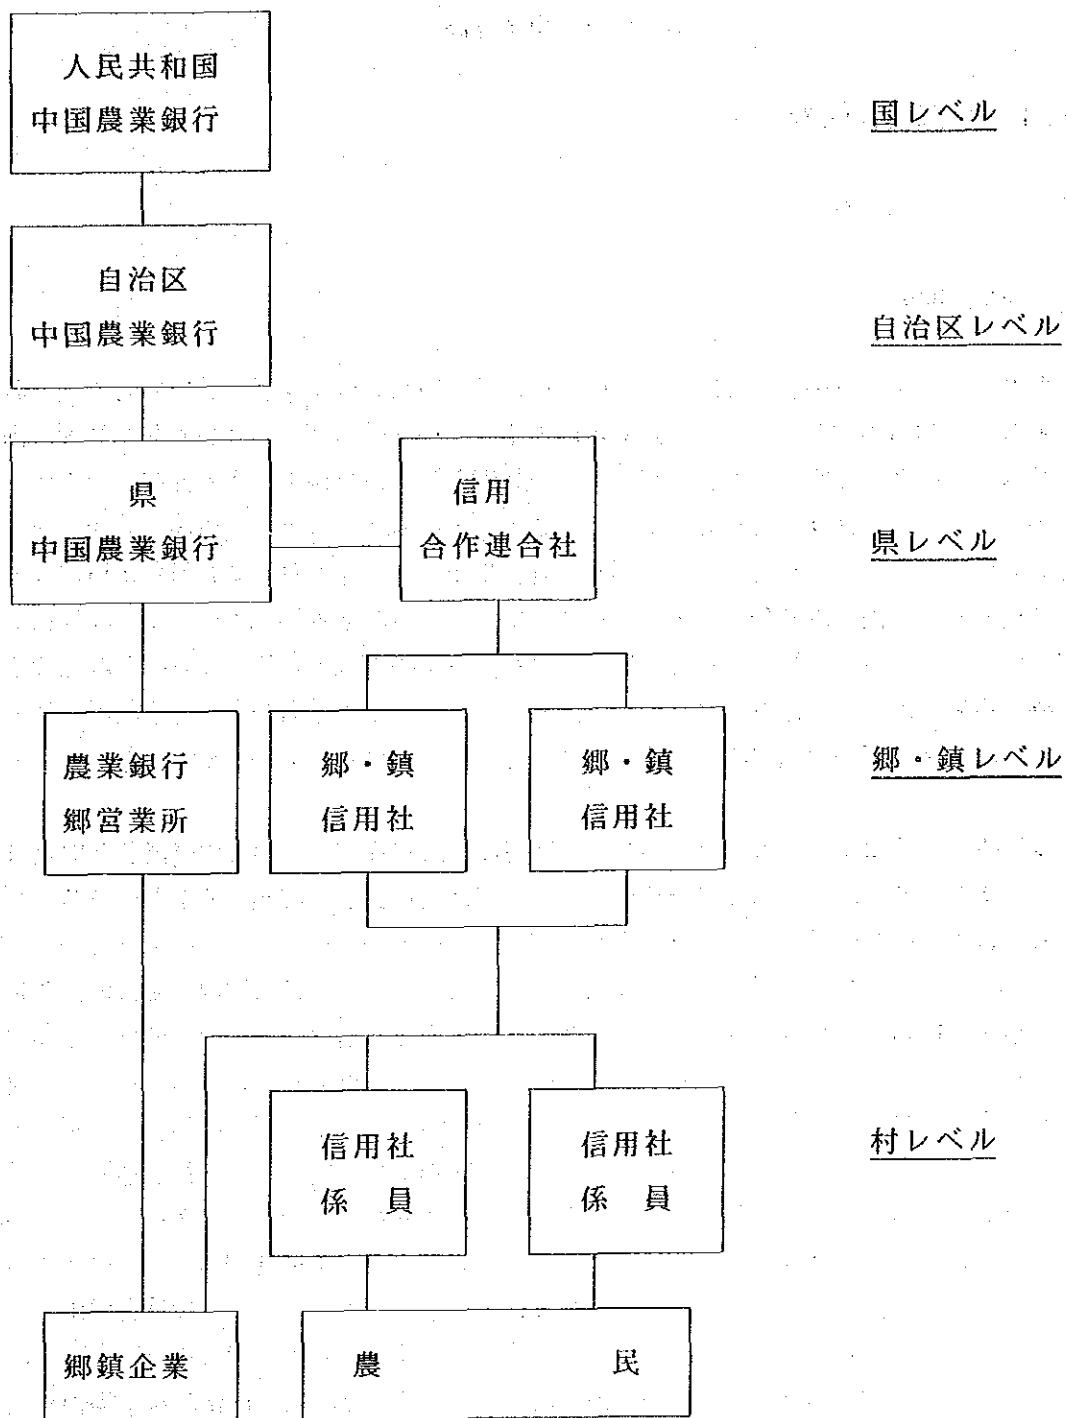 人民共和国
中国農業銀行
国レベル
自治区
中国農業銀行
自治区レベル
県
中国農業銀行
信用
合作連合社
県レベル
農業銀行
郷営業所
郷・鎮
信用社
郷・鎮
信用社
郷・鎮レベル
信用社
係 員
信用社
係 員
村レベル
郷鎮企業
農 民